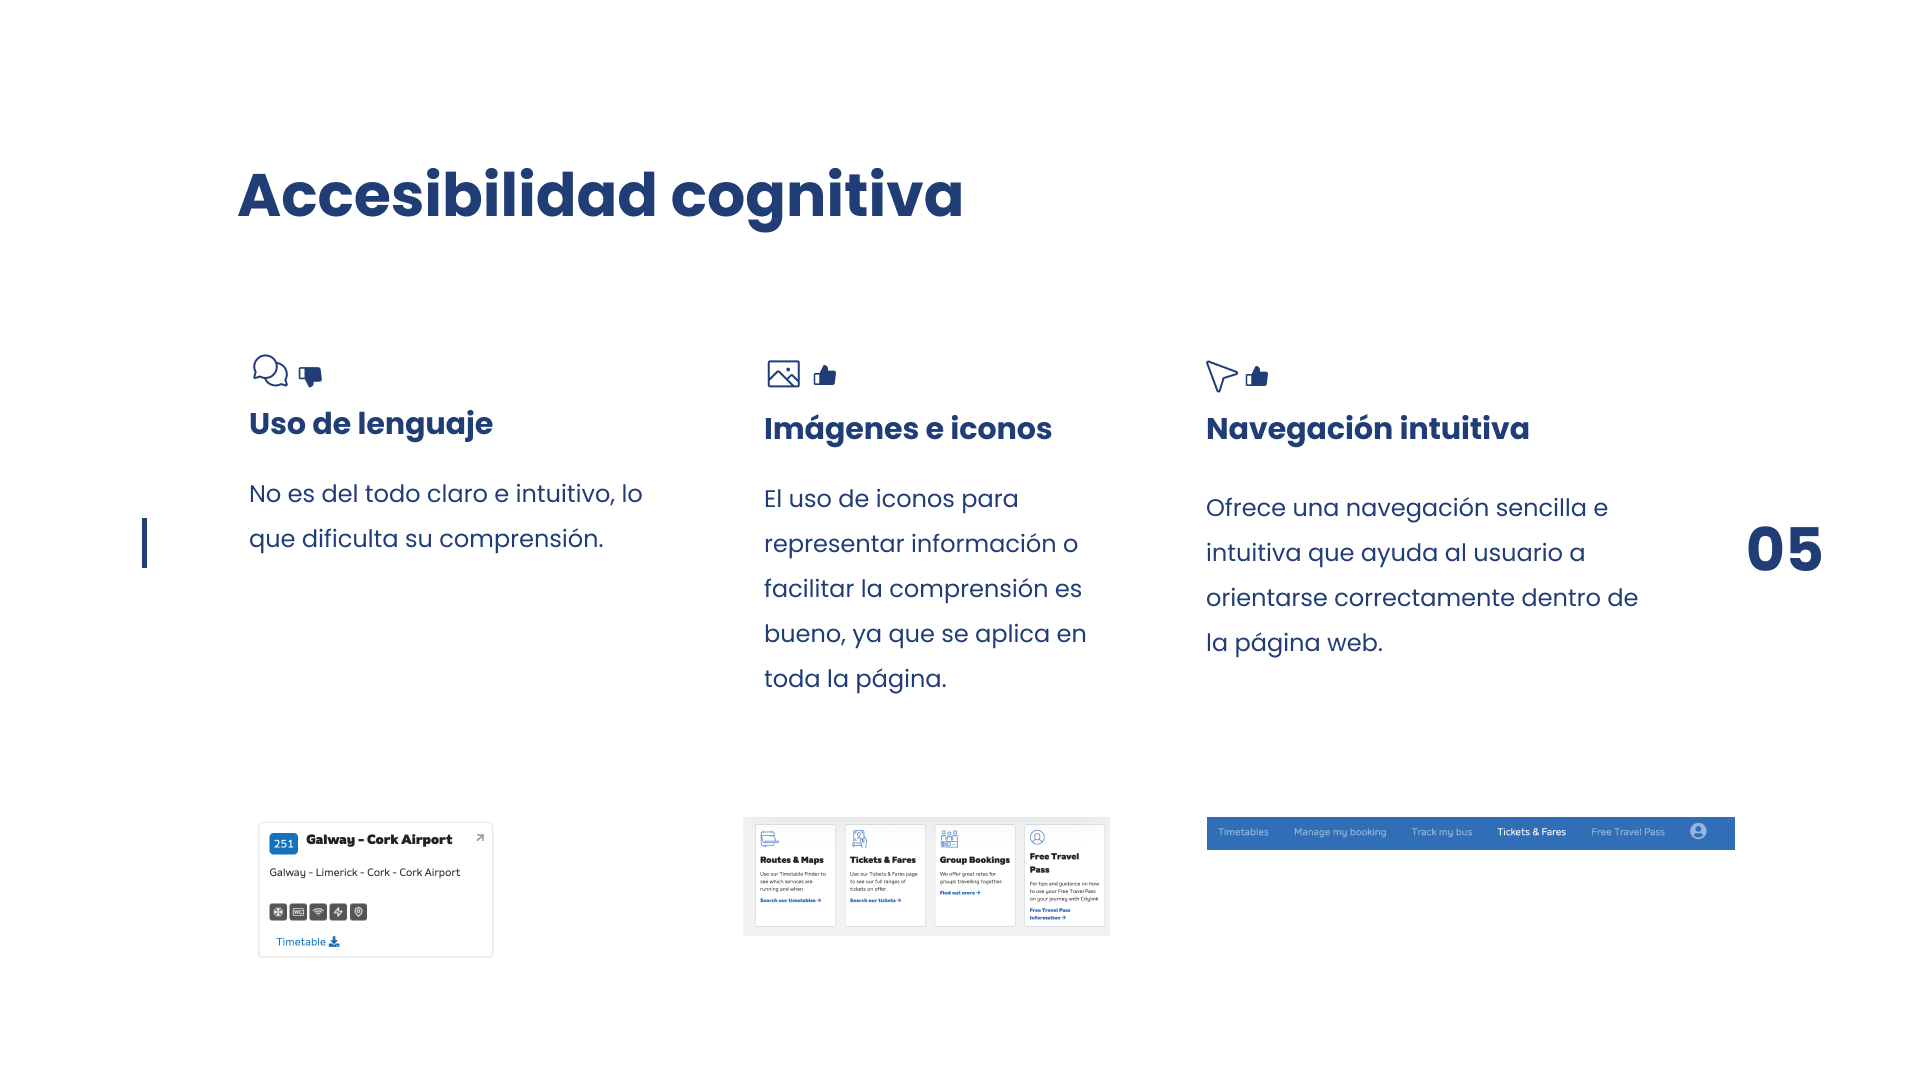 Accesibilidad cognitiva
Uso de lenguaje
No es del todo claro e intuitivo, lo
que dificulta su comprensión.
Imágenes e iconos
El uso de iconos para
representar información o
facilitar la comprensión es
bueno, ya que se aplica en
toda la página.
Navegación intuitiva
Ofrece una navegación sencilla e
intuitiva que ayuda al usuario a
orientarse correctamente dentro de
la página web.
05
251
Galway - Cork Airport
Galway - Limerick - Cork - Cork Airport
WC
Timetable
Routes & Maps
Use our Timetable Finder to
see which services are
running and when
Search our timetables →
Tickets & Fares
Use our Tickets & Fares page
to see our full ranges of
tickets on offer.
Search our tickets →
Group Bookings
We offer great rates for
groups travelling together.
Find out more →
Free Travel
Pass
For tips and guidance on how
to use your Free Travel Pass
on your journey with Citylink
Free Travel Pass
Information →
Timetables
Manage my booking
Track my bus
Tickets & Fares
Free Travel Pass